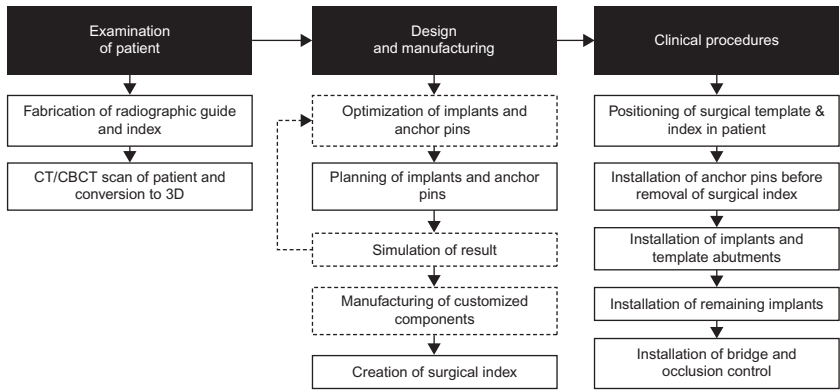 Examination
of patient
Fabrication of radiographic guide
and index
CT/CBCT scan of patient and
conversion to 3D
Design
and manufacturing
Optimization of implants and
anchor pins
Planning of implants and anchor
pins
Simulation of result
Manufacturing of customized
components
Creation of surgical index
Clinical procedures
Positioning of surgical template &
index in patient
Installation of anchor pins before
removal of surgical index
Installation of implants and
template abutments
Installation of remaining implants
Installation of bridge and
occlusion control